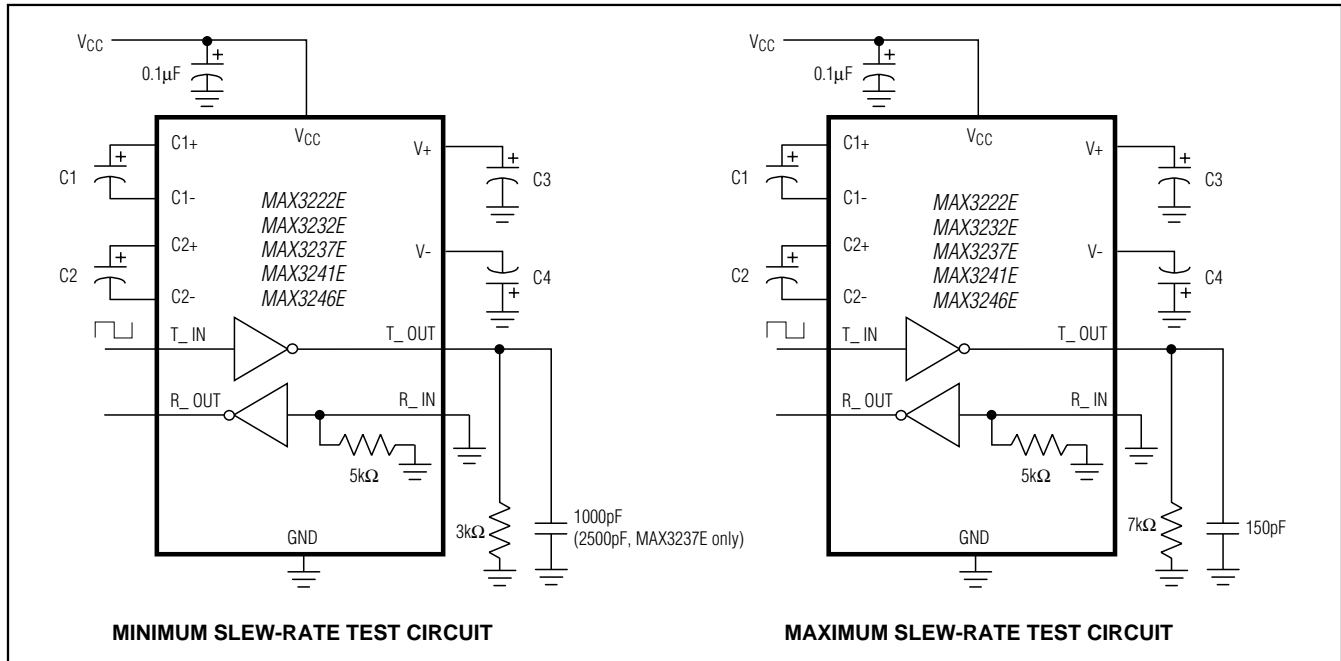 VCC
0.1μF
VCC
C1+
V+
C1
C3
C1-
MAX3222E
MAX3232E
MAX3237E
MAX3241E
MAX3246E
C2+
V-
C2
C4
C2-
T_ IN
T_ OUT
R_ OUT
R_ IN
5kΩ
3kΩ
1000pF
(2500pF, MAX3237E only)
GND
MINIMUM SLEW-RATE TEST CIRCUIT
VCC
0.1μF
VCC
C1+
V+
C1
C3
C1-
MAX3222E
MAX3232E
MAX3237E
MAX3241E
MAX3246E
C2+
V-
C2
C4
C2-
T_ IN
T_ OUT
R_ OUT
R_ IN
5kΩ
7kΩ
150pF
GND
MAXIMUM SLEW-RATE TEST CIRCUIT